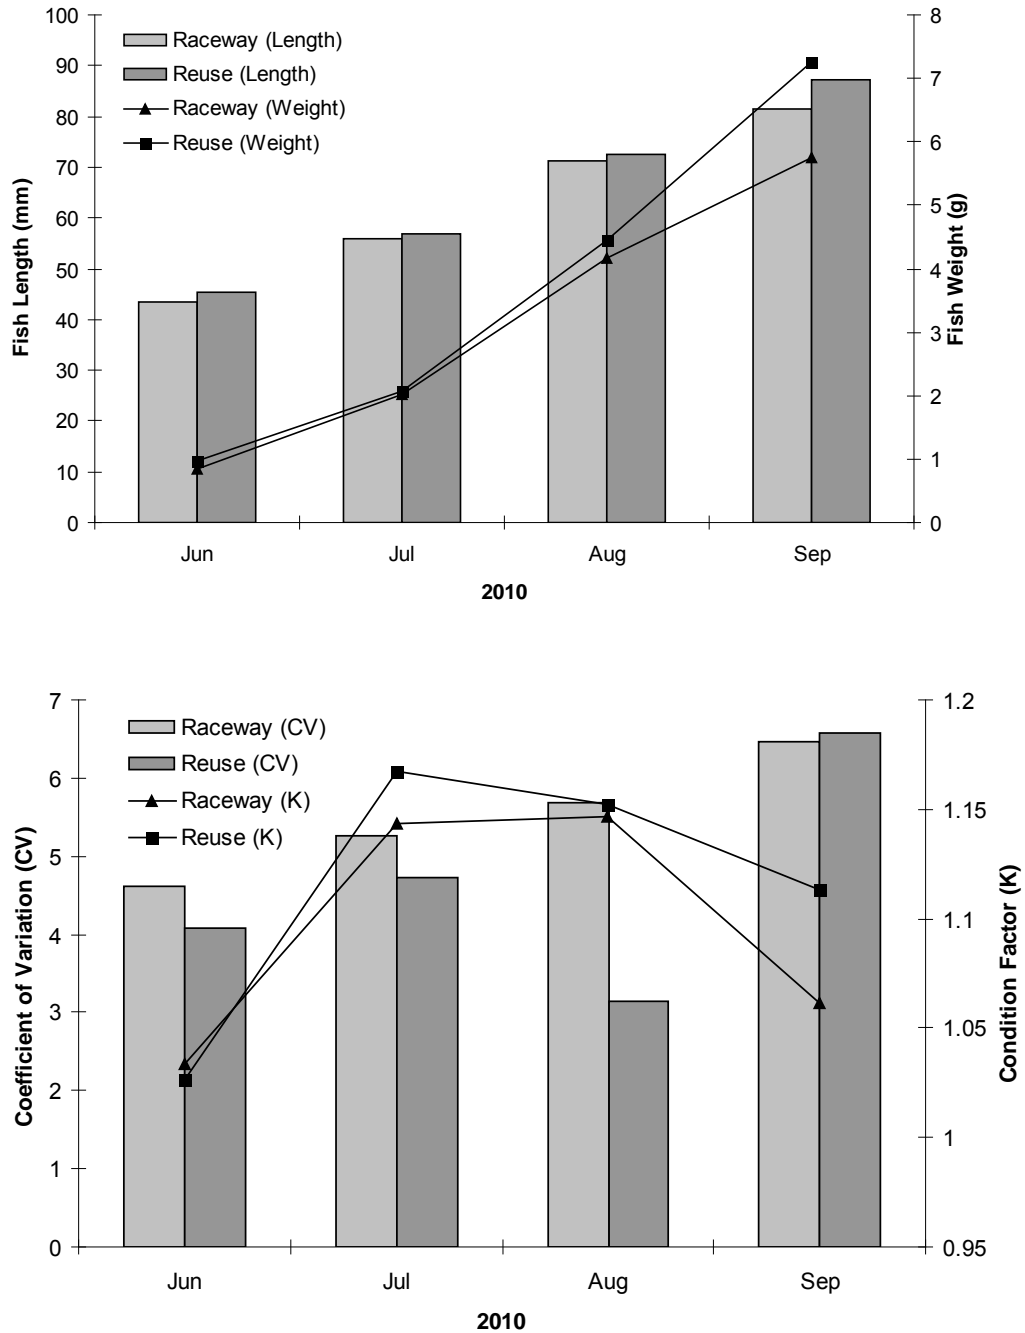 100
90
80
70
60
50
40
30
20
10
0
Fish Length (mm)
Raceway (Length)
Reuse (Length)
Raceway (Weight)
Reuse (Weight)
8
7
6
5
4
3
2
1
0
Fish Weight (g)
Jun Jul Aug Sep
2010
7
6
5
4
3
2
1
0
Coefficient of Variation (CV)
Raceway (CV)
Reuse (CV)
Raceway (K)
Reuse (K)
1.2
1.15
1.1
1.05
1
0.95
Condition Factor (K)
Jun Jul Aug Sep
2010